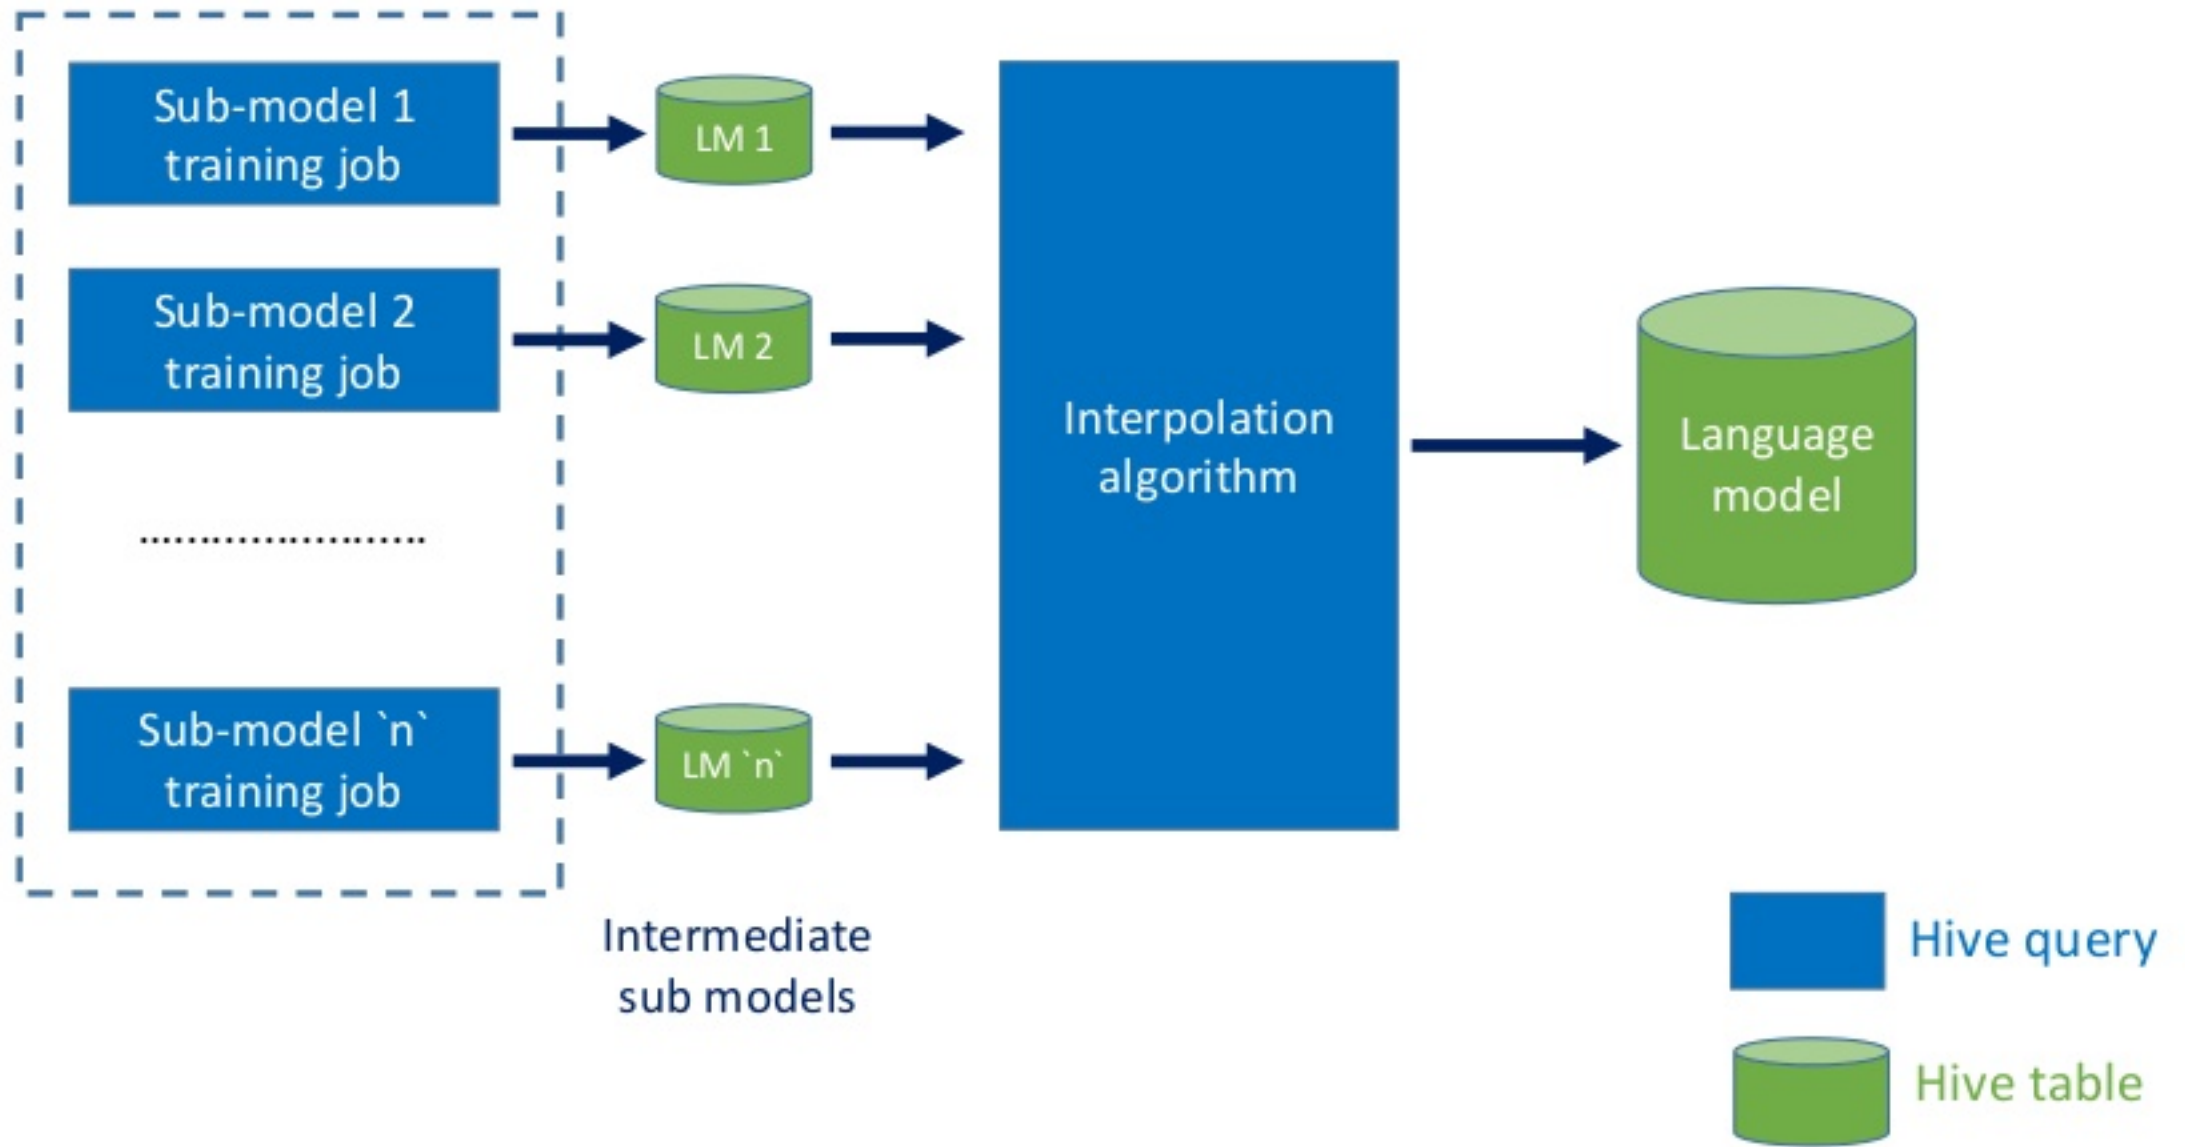 Sub-model 1
training job
LM 1
Sub-model 2
training job
LM 2
.......................
Sub-model `n`
training job
LM `n`
Interpolation
algorithm
Language
model
Intermediate
sub models
Hive query
Hive table